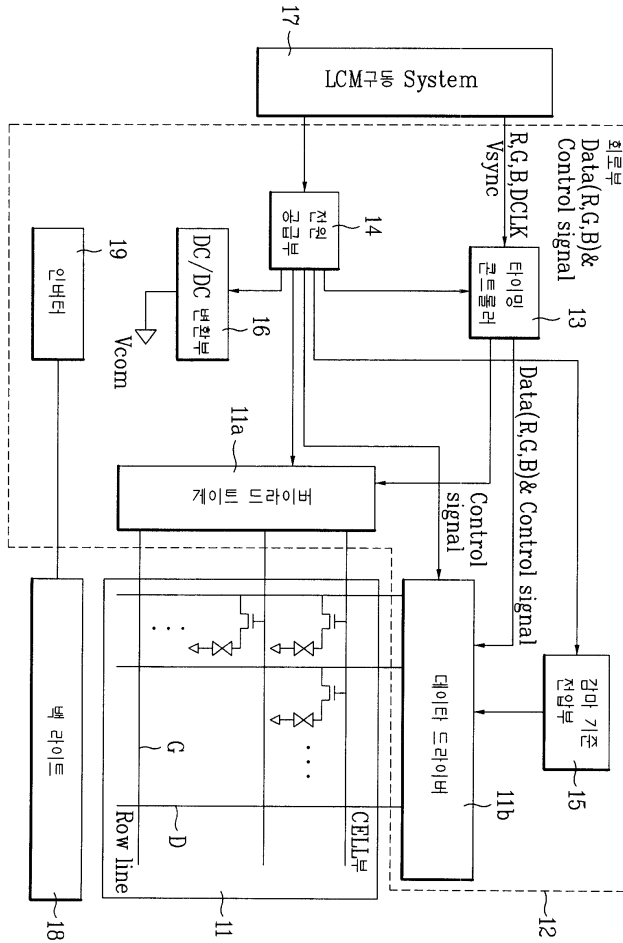 회로부
Data(R,G,B)&
Control signal
R,G,B,DCLK
Vsync
17
LCM구동 System
타이밍
콘트롤러
13
전원
공급부
14
DC/DC 변환부
16
Vcom
인버터
19
Data(R,G,B)& Control signal
Control
signal
감마 기준
전압부
15
게이트 드라이버
11a
데이타 드라이버
11b
CELL부
G
D
Row line
11
12
백 라이트
18